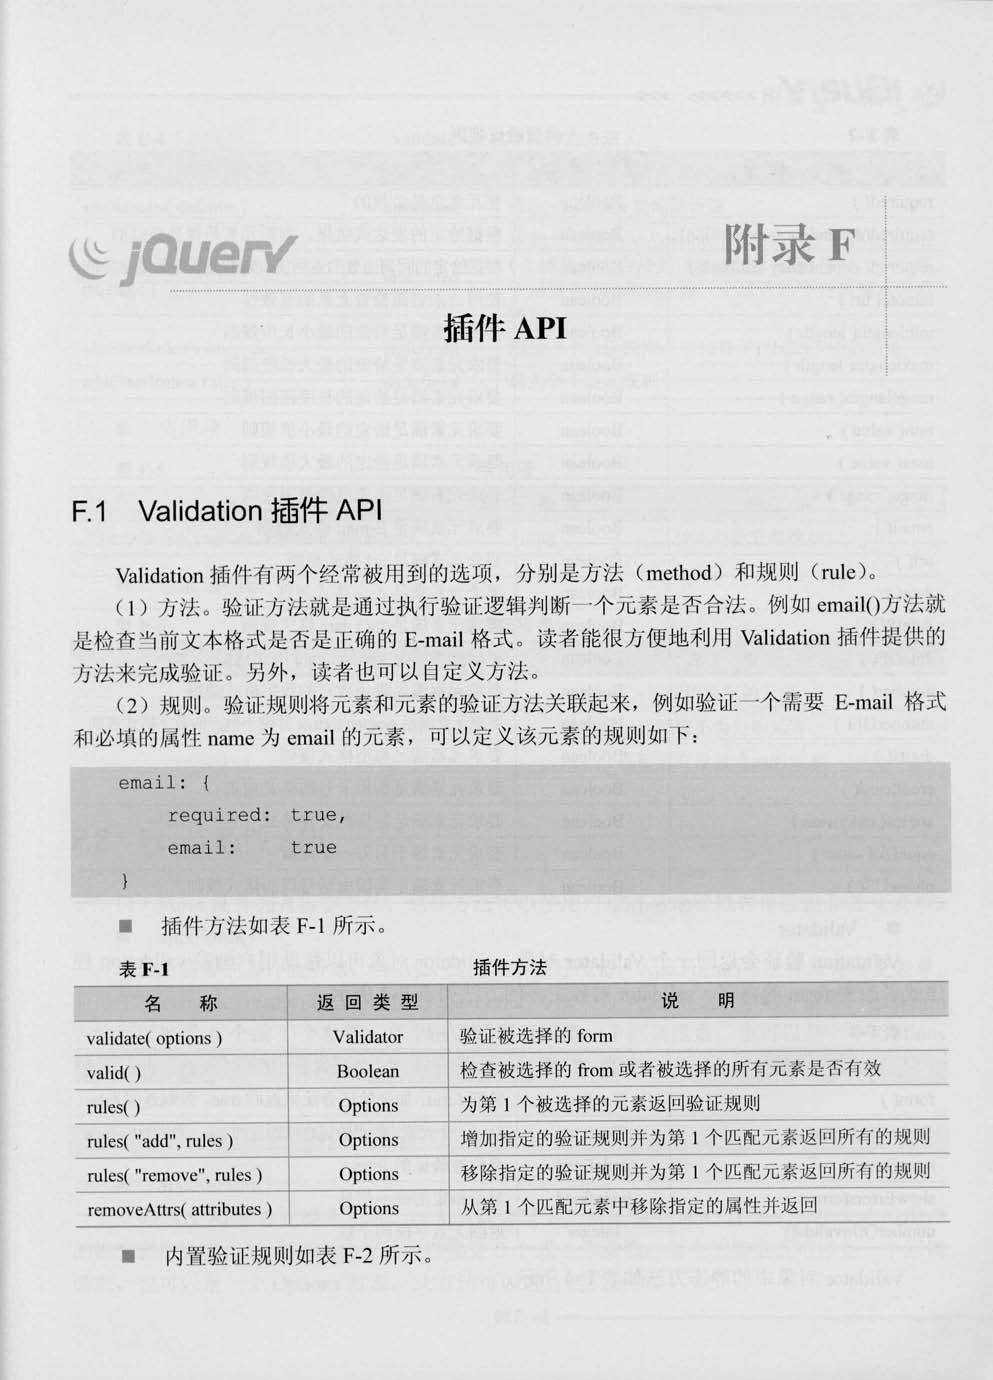 jQuery
附录 F
插件 API
F.1 Validation 插件 API
Validation 插件有两个经常被用到的选项，分别是方法（method）和规则（rule）。
（1）方法。验证方法就是通过执行验证逻辑判断一个元素是否合法。例如 email()方法就
是检查当前文本格式是否是正确的 E-mail 格式。读者能很方便地利用 Validation 插件提供的
方法来完成验证。另外，读者也可以自定义方法。
（2）规则。验证规则将元素和元素的验证方法关联起来，例如验证一个需要 E-mail 格式
和必填的属性 name 为 email 的元素，可以定义该元素的规则如下：
email: {
required: true,
email: true
}
■ 插件方法如表 F-1 所示。
表 F-1 插件方法
名 称 返 回 类 型 说 明
validate( options ) Validator 验证被选择的 form
valid( ) Boolean 检查被选择的 from 或者被选择的所有元素是否有效
rules( ) Options 为第 1 个被选择的元素返回验证规则
rules( "add", rules ) Options 增加指定的验证规则并为第 1 个匹配元素返回所有的规则
rules( "remove", rules ) Options 移除指定的验证规则并为第 1 个匹配元素返回所有的规则
removeAttrs( attributes ) Options 从第 1 个匹配元素中移除指定的属性并返回
■ 内置验证规则如表 F-2 所示。